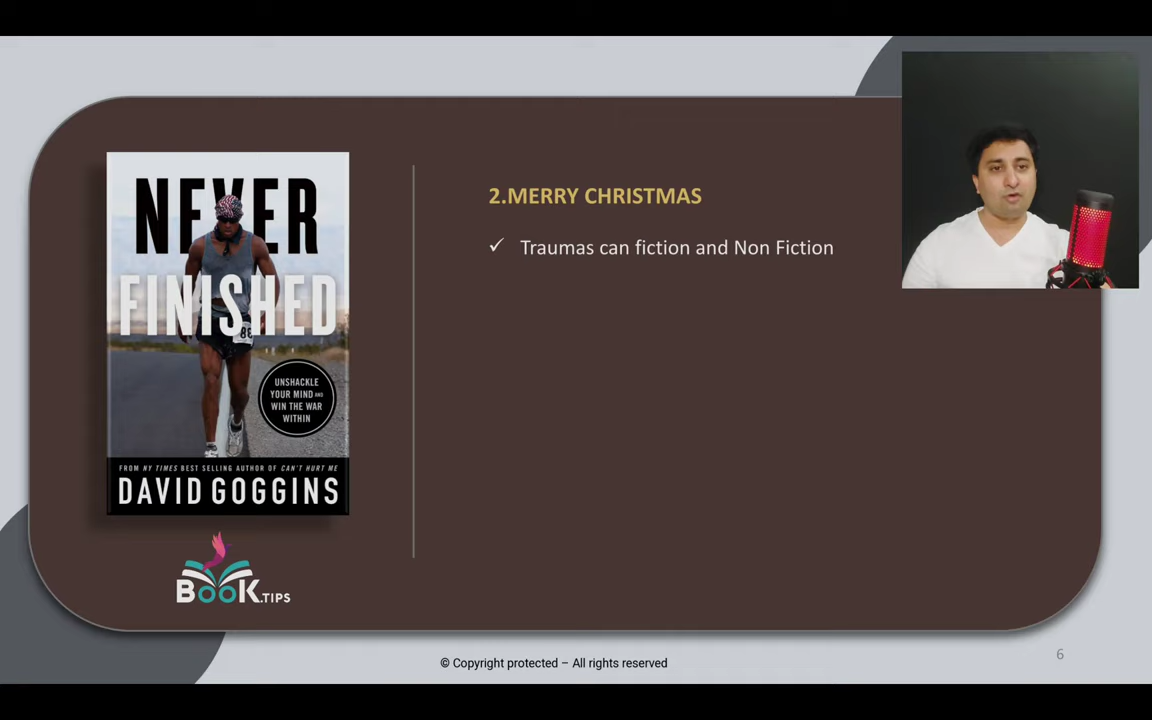 NEVER
FINISHED
86
UNSHACKLE
YOUR MIND AND
WIN THE WAR
WITHIN
FROM NY TIMES BEST SELLING AUTHOR OF CAN'T HURT ME
DAVID GOGGINS
BOOK.TIPS
2.MERRY CHRISTMAS
✓ Traumas can fiction and Non Fiction
© Copyright protected – All rights reserved
6